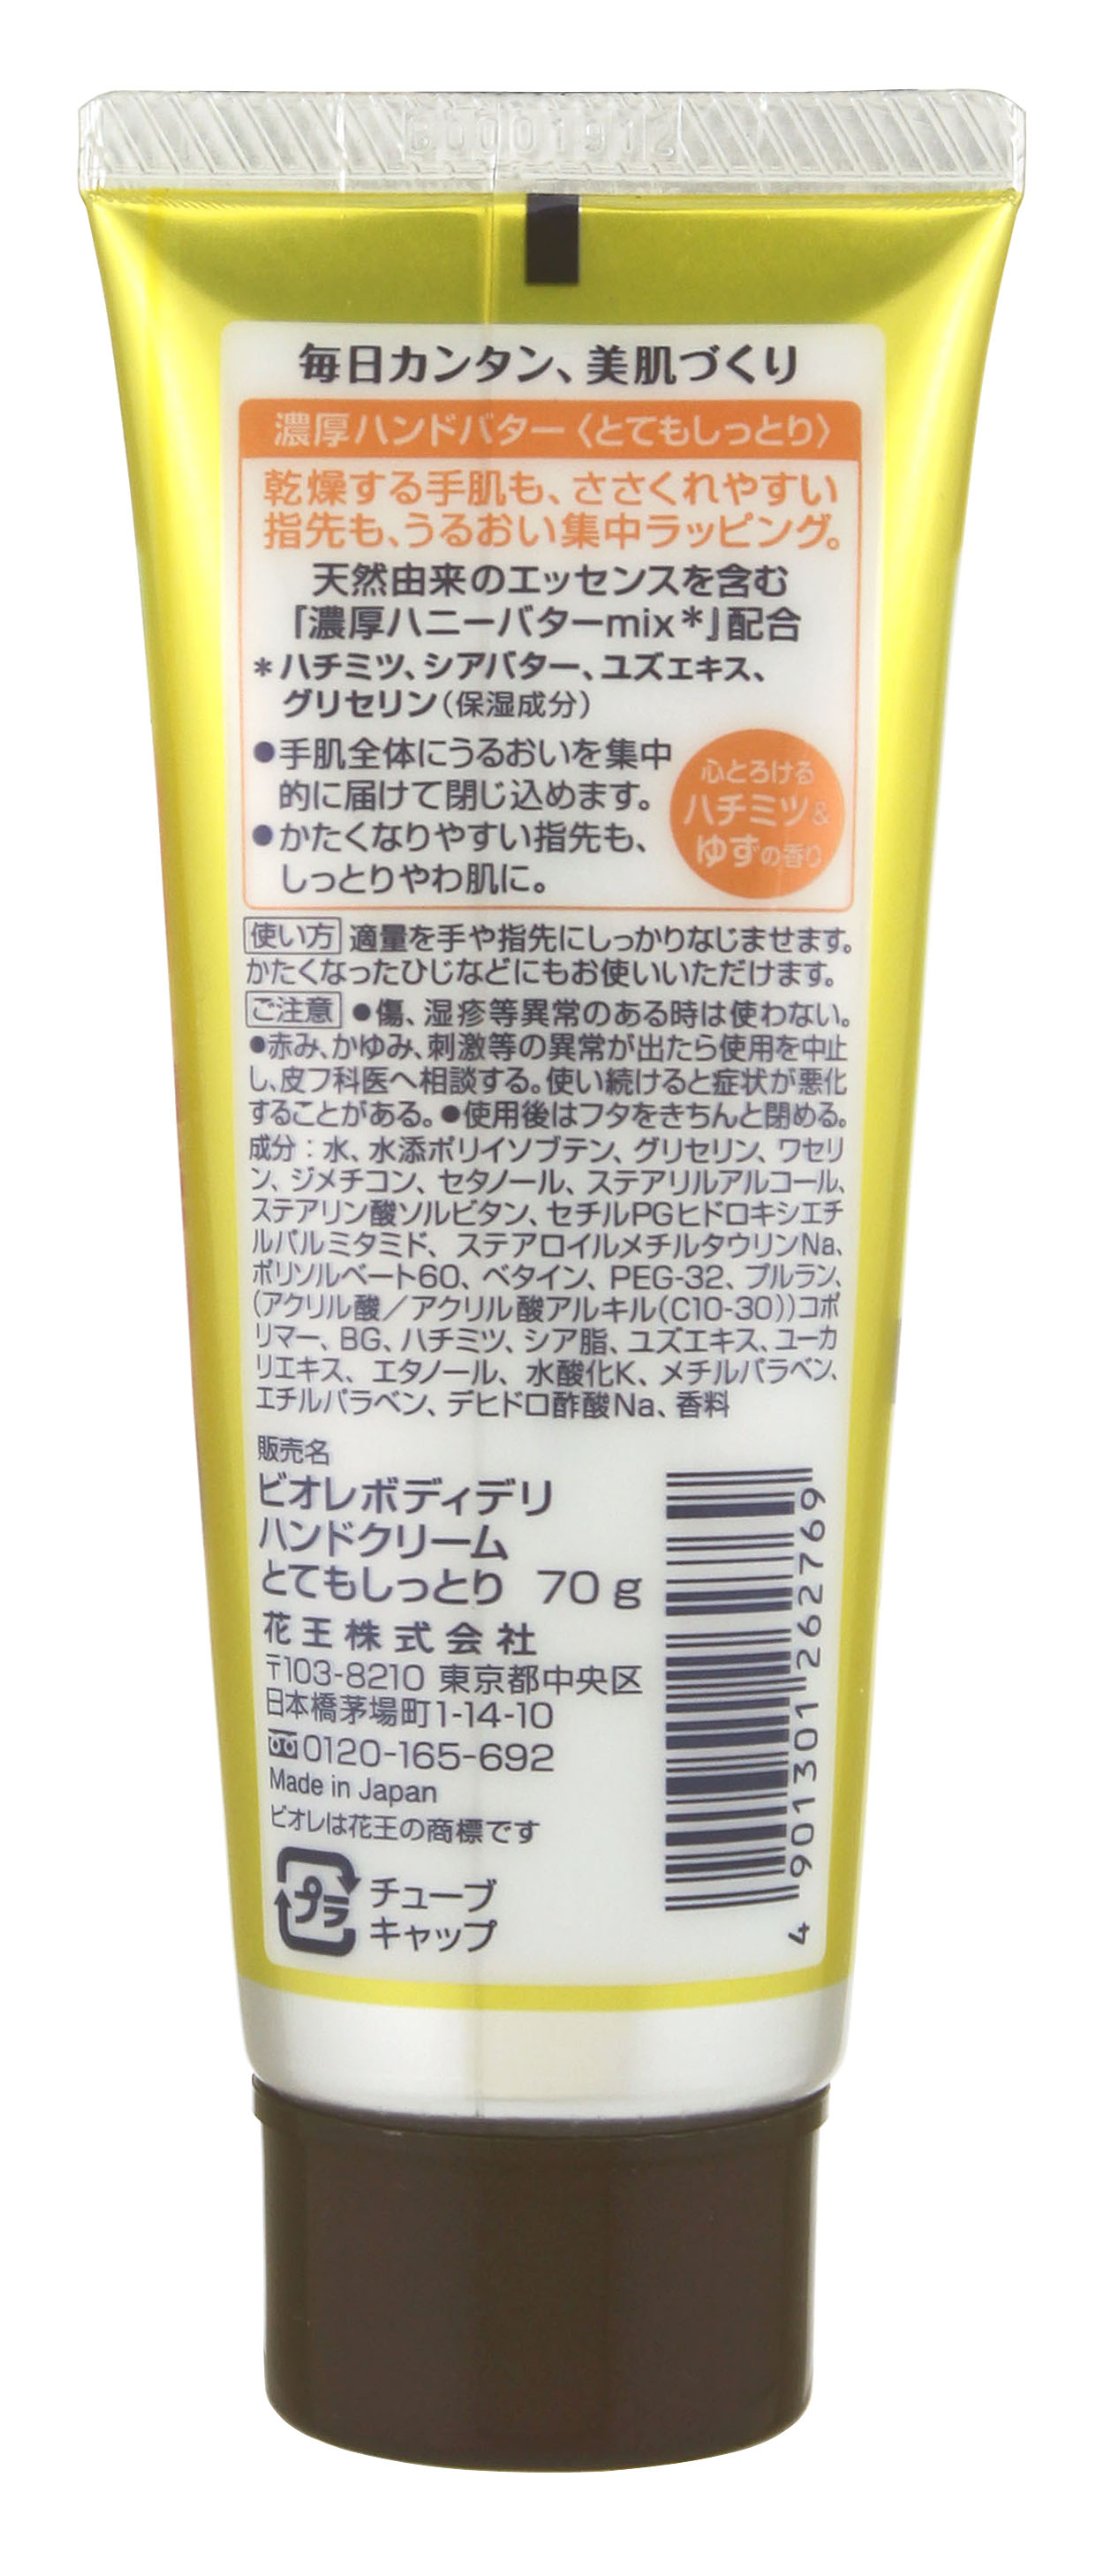 毎日カンタン、美肌づくり
濃厚ハンドバター〈とてもしっとり〉
乾燥する手肌も、ささくれやすい
指先も、うるおい集中ラッピング。
天然由来のエッセンスを含む
「濃厚ハニーバターmix*」配合
*ハチミツ、シアバター、ユズエキス、
グリセリン(保湿成分)
●手肌全体にうるおいを集中
的に届けて閉じ込めます。
●かたくなりやすい指先も、
しっとりやわ肌に。
心とろける
ハチミツ&
ゆずの香り
使い方 適量を手や指先にしっかりなじませます。
かたくなったひじなどにもお使いいただけます。
ご注意 ●傷、湿疹等異常のある時は使わない。
●赤み、かゆみ、刺激等の異常が出たら使用を中止
し、皮フ科医へ相談する。使い続けると症状が悪化
することがある。●使用後はフタをきちんと閉める。
成分:水、水添ポリイソブテン、グリセリン、ワセリ
ン、ジメチコン、セタノール、ステアリルアルコール、
ステアリン酸ソルビタン、セチルPGヒドロキシエチ
ルパルミタミド、ステアロイルメチルタウリンNa、
ポリソルベート60、ベタイン、PEG-32、プルラン、
(アクリル酸/アクリル酸アルキル(C10-30))コポ
リマー、BG、ハチミツ、シア脂、ユズエキス、ユーカ
リエキス、エタノール、水酸化K、メチルパラベン、
エチルパラベン、デヒドロ酢酸Na、香料
販売名
ビオレボディデリ
ハンドクリーム
とてもしっとり 70g
花王株式会社
〒103-8210 東京都中央区
日本橋茅場町1-14-10
0120-165-692
Made in Japan
ビオレは花王の商標です
プラ
チューブ
キャップ
4 901301 262769